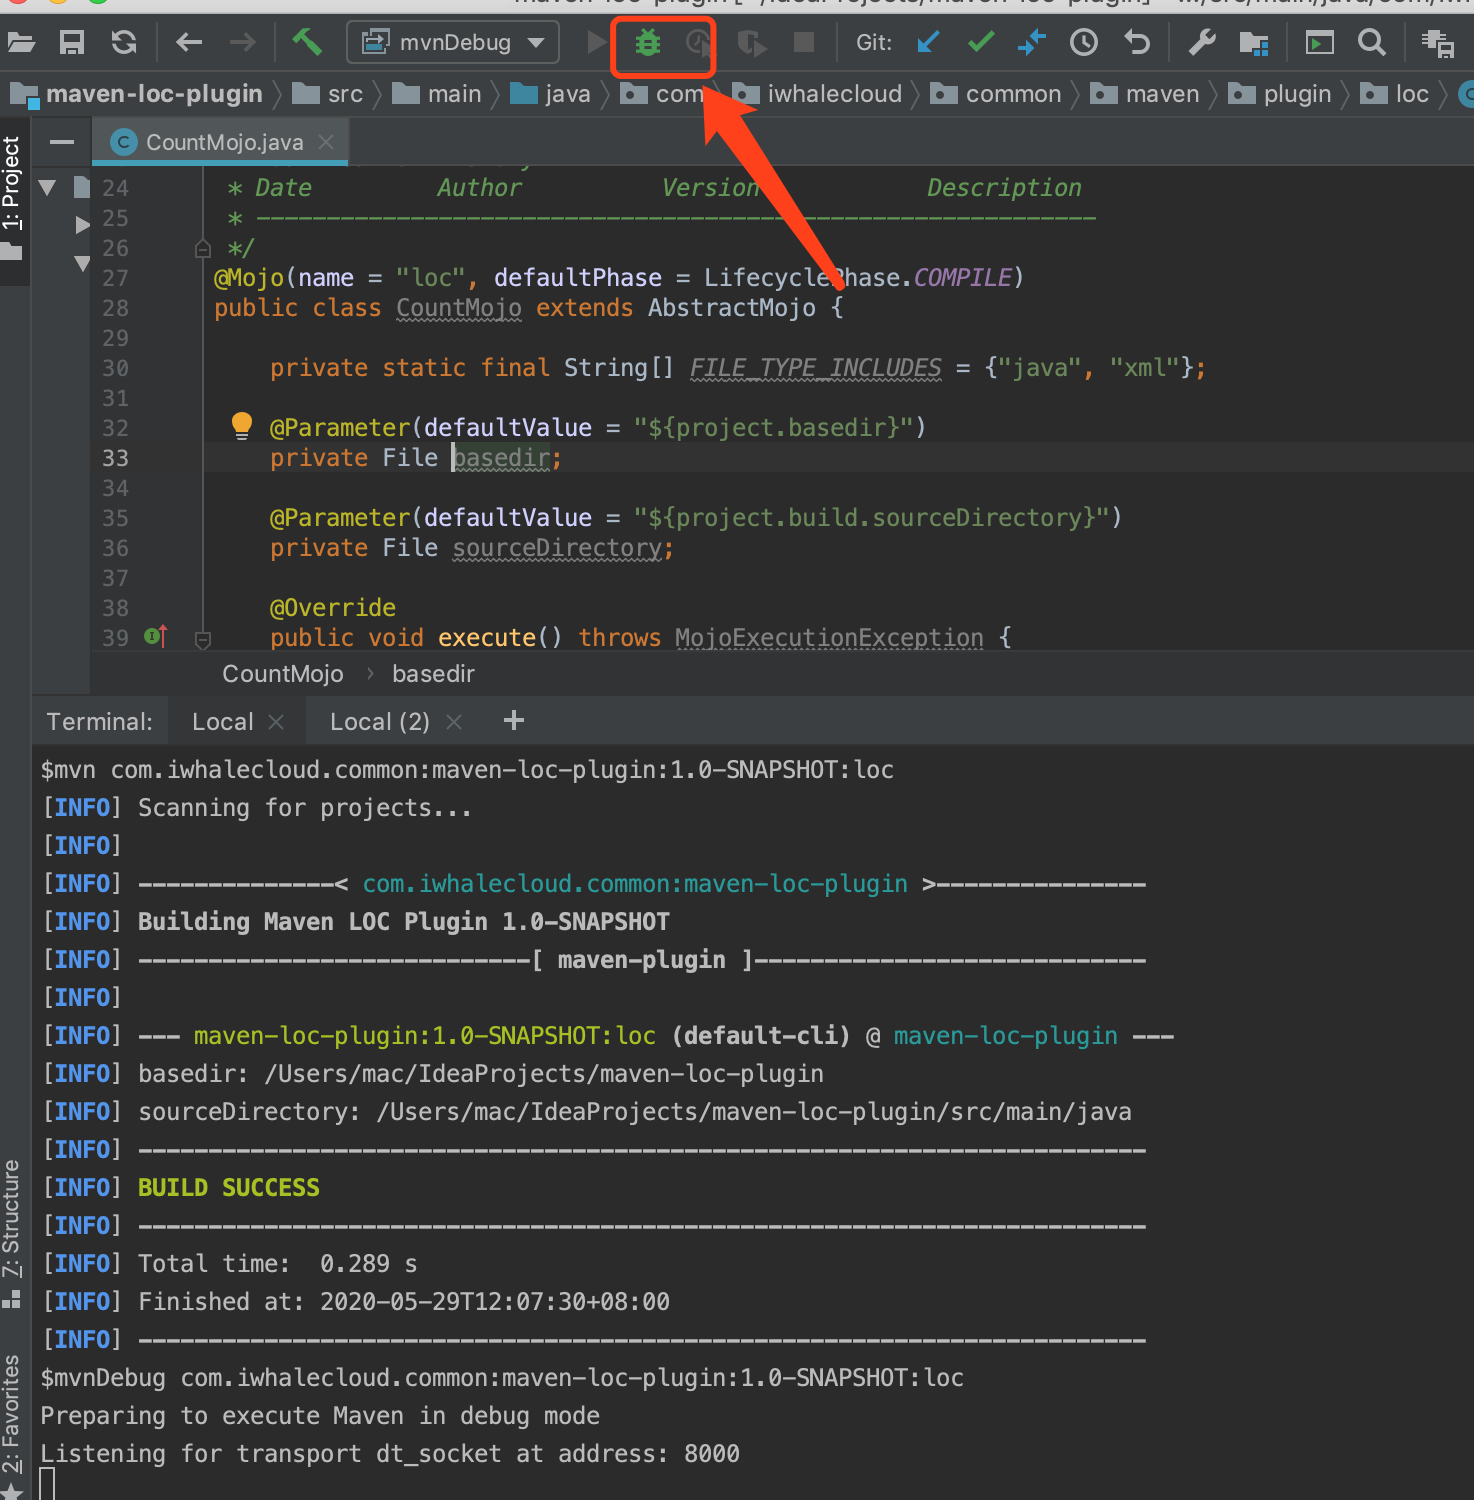 mvnDebug
Git:
maven-loc-plugin
src
main
java
com
iwhalecloud
common
maven
plugin
loc
1: Project
CountMojo.java
24 * Date Author Version Description
25 * ------------------------------------------------------------
26 */
27 @Mojo(name = "loc", defaultPhase = LifecyclePhase.COMPILE)
28 public class CountMojo extends AbstractMojo {
29
30 private static final String[] FILE_TYPE_INCLUDES = {"java", "xml"};
31
32 @Parameter(defaultValue = "${project.basedir}")
33 private File basedir;
34
35 @Parameter(defaultValue = "${project.build.sourceDirectory}")
36 private File sourceDirectory;
37
38 @Override
39 public void execute() throws MojoExecutionException {
CountMojo › basedir
Terminal: Local Local (2) +
$mvn com.iwhalecloud.common:maven-loc-plugin:1.0-SNAPSHOT:loc
[INFO] Scanning for projects...
[INFO]
[INFO] --------------< com.iwhalecloud.common:maven-loc-plugin >---------------
[INFO] Building Maven LOC Plugin 1.0-SNAPSHOT
[INFO] ----------------------------[ maven-plugin ]----------------------------
[INFO]
[INFO] --- maven-loc-plugin:1.0-SNAPSHOT:loc (default-cli) @ maven-loc-plugin ---
[INFO] basedir: /Users/mac/IdeaProjects/maven-loc-plugin
[INFO] sourceDirectory: /Users/mac/IdeaProjects/maven-loc-plugin/src/main/java
[INFO] ------------------------------------------------------------------------
[INFO] BUILD SUCCESS
[INFO] ------------------------------------------------------------------------
[INFO] Total time:  0.289 s
[INFO] Finished at: 2020-05-29T12:07:30+08:00
[INFO] ------------------------------------------------------------------------
$mvnDebug com.iwhalecloud.common:maven-loc-plugin:1.0-SNAPSHOT:loc
Preparing to execute Maven in debug mode
Listening for transport dt_socket at address: 8000
7: Structure
2: Favorites